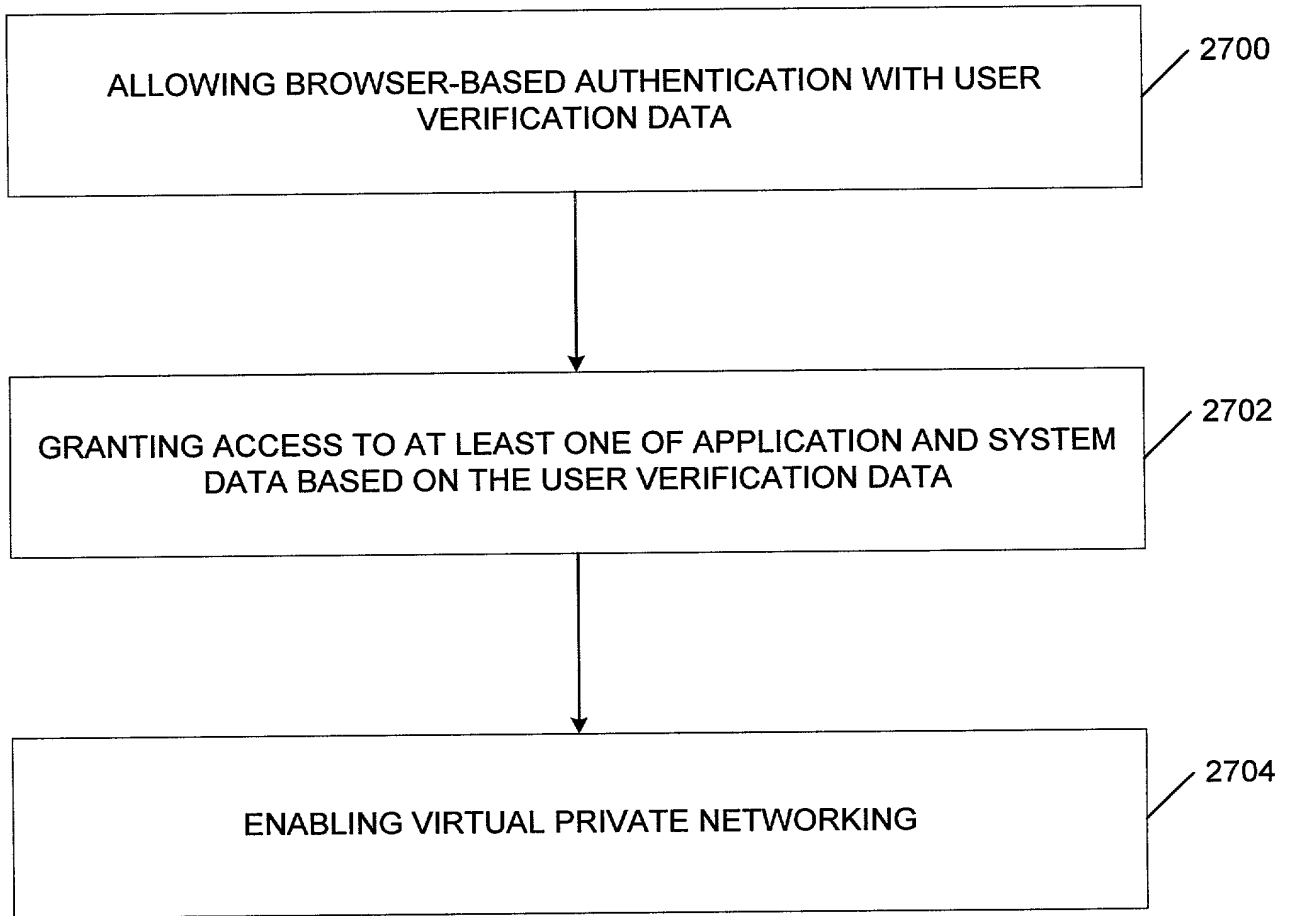 2700
ALLOWING BROWSER-BASED AUTHENTICATION WITH USER
VERIFICATION DATA
2702
GRANTING ACCESS TO AT LEAST ONE OF APPLICATION AND SYSTEM
DATA BASED ON THE USER VERIFICATION DATA
2704
ENABLING VIRTUAL PRIVATE NETWORKING